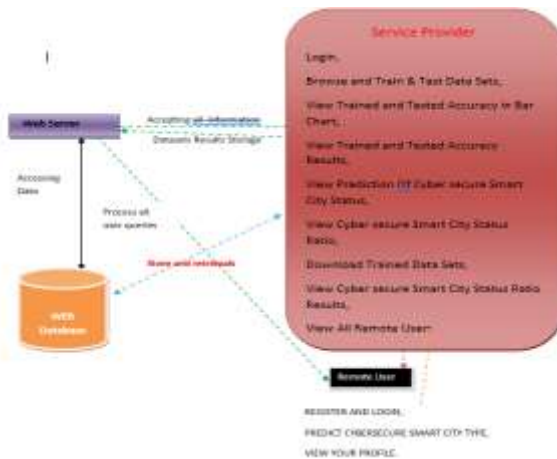 Service Provider
Login,
Browse and Train & Test Data Sets,
View Trained and Tested Accuracy in Bar
Chart,
View Trained and Tested Accuracy
Results,
View Prediction Of Cyber secure Smart
City Status,
View Cyber secure Smart City Status
Ratio,
Download Trained Data Sets,
View Cyber secure Smart City Status Ratio
Results,
View All Remote User
Web Server
Accepting all Information
Datasets Results Storage
Accessing
Data
Process all
user queries
Store and retrievals
WEB
Database
Remote User
REGISTER AND LOGIN,
PREDICT CYBERSECURE SMART CITY TYPE,
VIEW YOUR PROFILE.